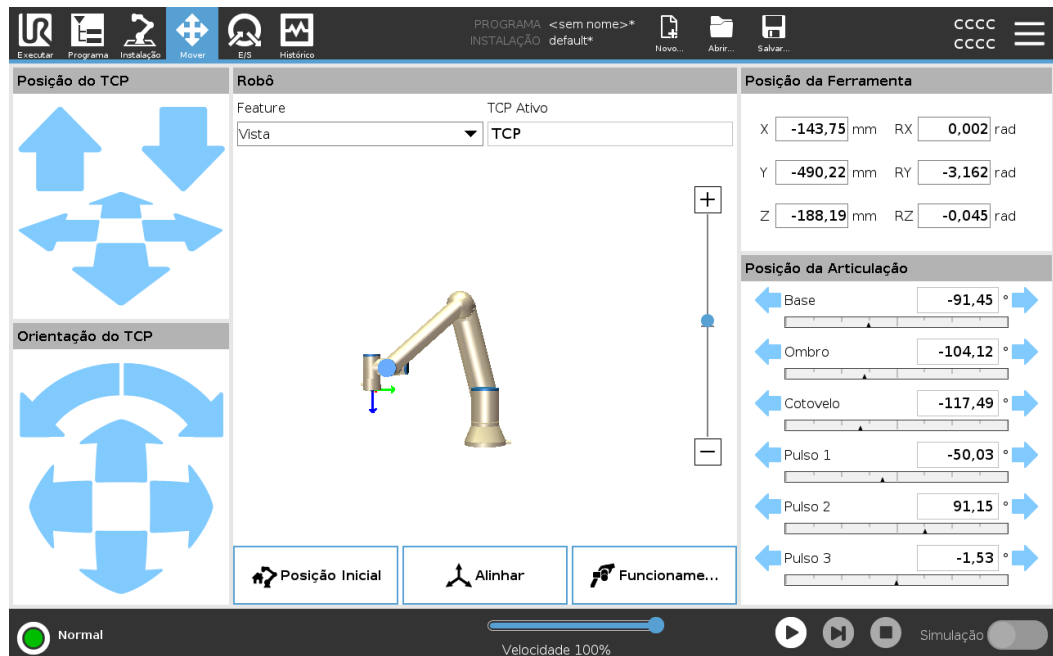 UR
Executar
Programa
Instalação
Mover
E/S
Histórico
PROGRAMA <sem nome>*
INSTALAÇÃO default*
Novo...
Abrir...
Salvar...
CCCC
CCCC
Posição do TCP
Orientação do TCP
Robô
Feature
TCP Ativo
Vista
TCP
Posição Inicial
Alinhar
Funcioname...
Posição da Ferramenta
X -143,75 mm RX 0,002 rad
Y -490,22 mm RY -3,162 rad
Z -188,19 mm RZ -0,045 rad
Posição da Articulação
Base -91,45 °
Ombro -104,12 °
Cotovelo -117,49 °
Pulso 1 -50,03 °
Pulso 2 91,15 °
Pulso 3 -1,53 °
Normal
Velocidade 100%
Simulação